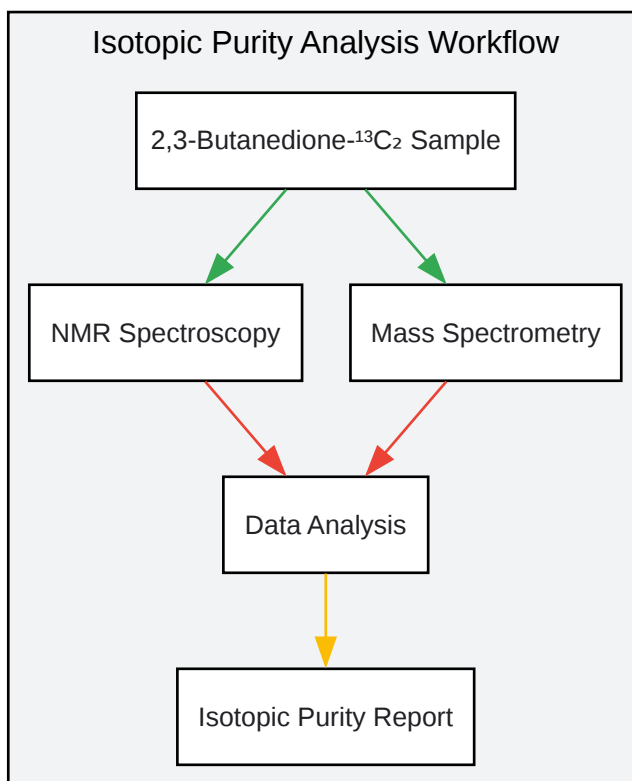 Isotopic Purity Analysis Workflow
2,3-Butanedione-¹³C₂ Sample
NMR Spectroscopy
Mass Spectrometry
Data Analysis
Isotopic Purity Report